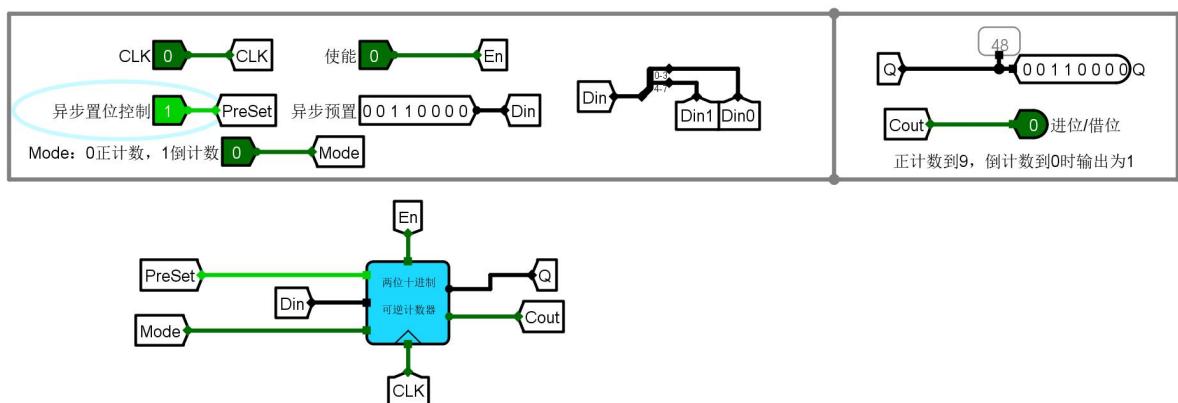 CLK 0 CLK
使能 0 En
异步置位控制 1 PreSet
异步预置 0 0 1 1 0 0 0 0 Din
Mode：0正计数，1倒计数 0 Mode
Din
0-3
4-7
Din1 Din0
48
Q 0 0 1 1 0 0 0 0 Q
Cout 0 进位/借位
正计数到9，倒计数到0时输出为1
En
PreSet
Din
Mode
两位十进制
可逆计数器
Q
Cout
CLK